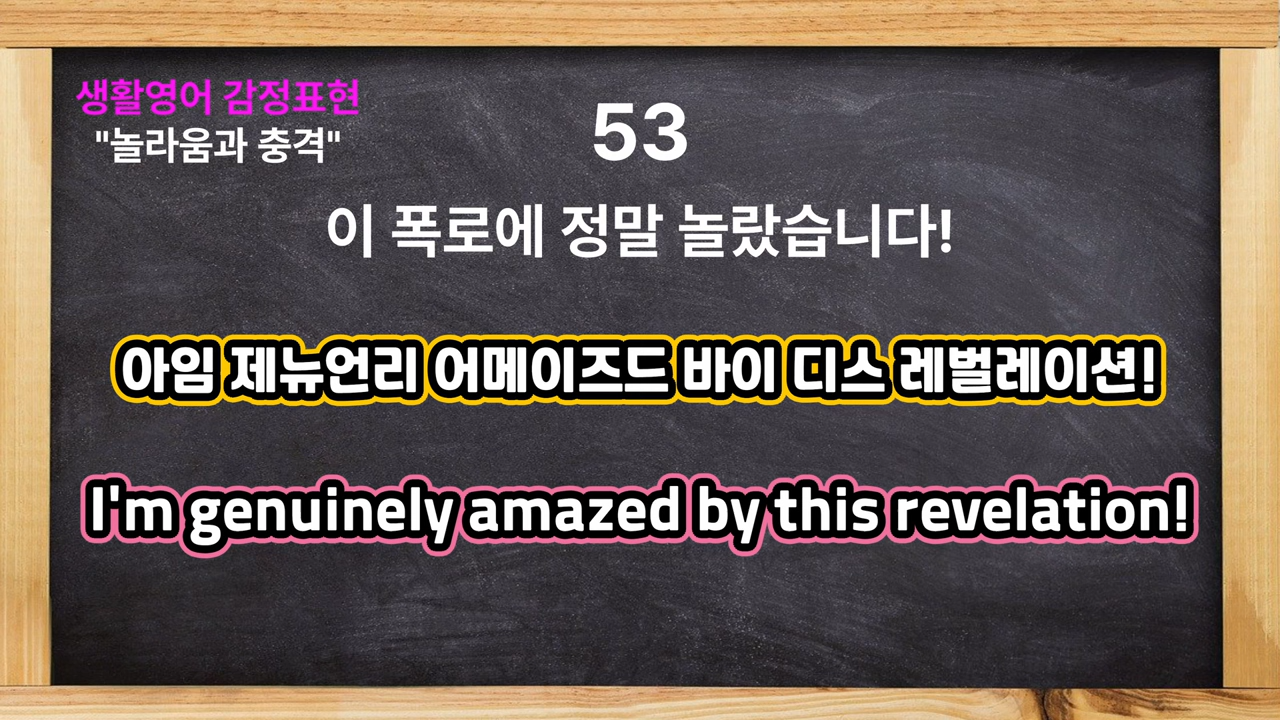 생활영어 감정표현
"놀라움과 충격"
53
이 폭로에 정말 놀랐습니다!
아임 제뉴언리 어메이즈드 바이 디스 레벌레이션!
I'm genuinely amazed by this revelation!